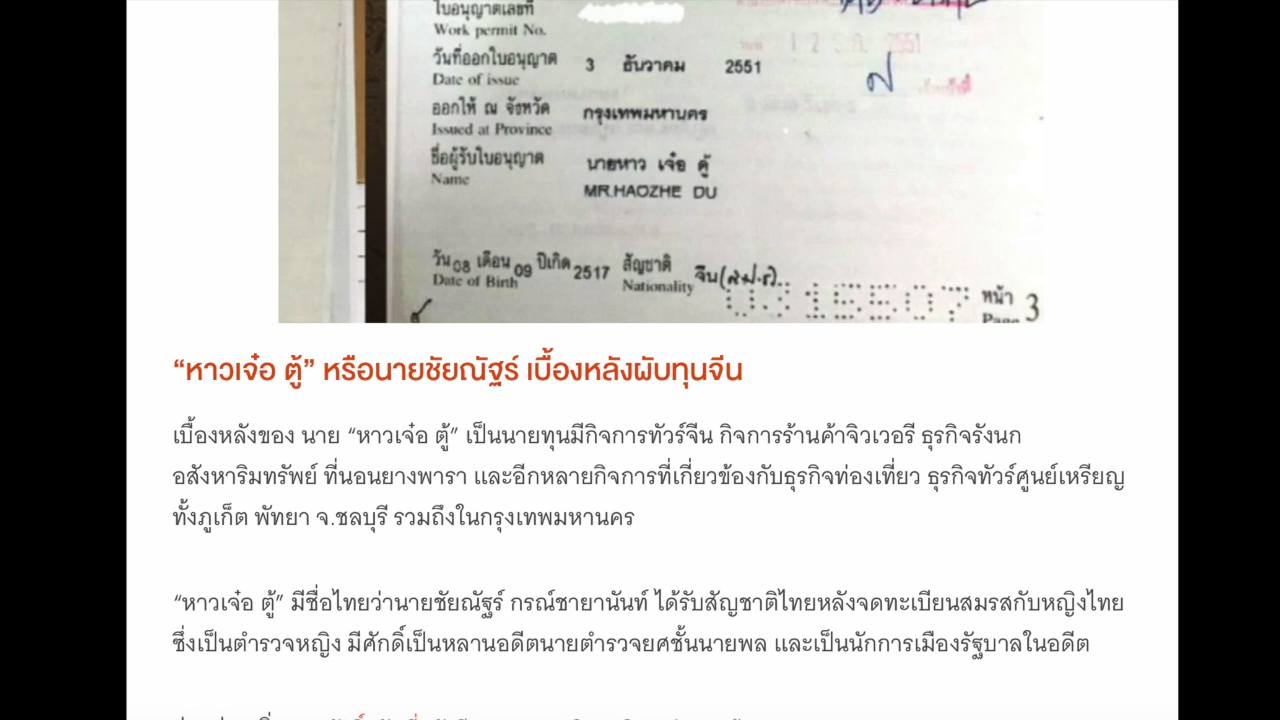 ใบอนุญาตเลขที่
Work permit No.
วันที่ออกใบอนุญาต 3 ธันวาคม 2551
Date of issue
ออกให้ ณ จังหวัด กรุงเทพมหานคร
Issued at Province
ชื่อผู้รับใบอนุญาต นายหาว เจ๋อ ตู้
Name MR.HAOZHE DU
วัน 08 เดือน 09 ปีเกิด 2517 สัญชาติ จีน
Date of Birth Nationality
หน้า 3
Page
“หาวเจ๋อ ตู้” หรือนายชัยณัฐร์ เบื้องหลังผับทุนจีน
เบื้องหลังของ นาย “หาวเจ๋อ ตู้” เป็นนายทุนมีกิจการทัวร์จีน กิจการร้านค้าจิวเวอรี ธุรกิจรังนก
อสังหาริมทรัพย์ ที่นอนยางพารา และอีกหลายกิจการที่เกี่ยวข้องกับธุรกิจท่องเที่ยว ธุรกิจทัวร์ศูนย์เหรียญ
ทั้งภูเก็ต พัทยา จ.ชลบุรี รวมถึงในกรุงเทพมหานคร
“หาวเจ๋อ ตู้” มีชื่อไทยว่านายชัยณัฐร์ กรณ์ชายานันท์ ได้รับสัญชาติไทยหลังจดทะเบียนสมรสกับหญิงไทย
ซึ่งเป็นตำรวจหญิง มีศักดิ์เป็นหลานอดีตนายตำรวจยศชั้นนายพล และเป็นนักการเมืองรัฐบาลในอดีต